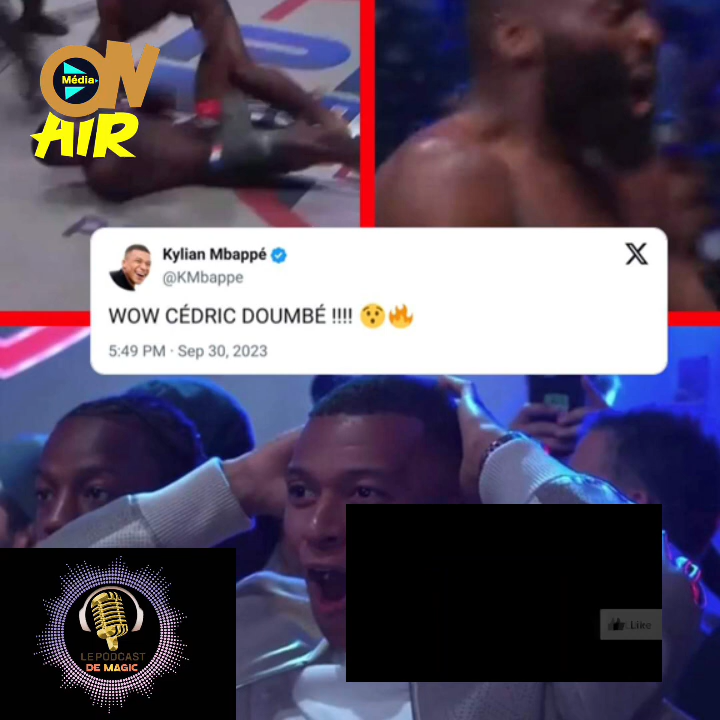 ON
Média
AIR
Kylian Mbappé
@KMbappe
WOW CÉDRIC DOUMBÉ !!!! 😯🔥
5:49 PM · Sep 30, 2023
Like
LE PODCAST
DE MAGIC